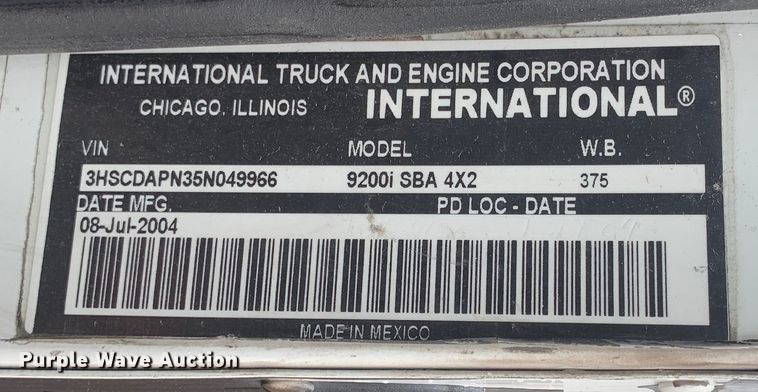 INTERNATIONAL TRUCK AND ENGINE CORPORATION
CHICAGO, ILLINOIS INTERNATIONAL®
VIN MODEL W.B.
3HSCDAPN35N049966 9200i SBA 4X2 375
DATE MFG. PD LOC - DATE
08-Jul-2004
MADE IN MEXICO
Purple Wave Auction